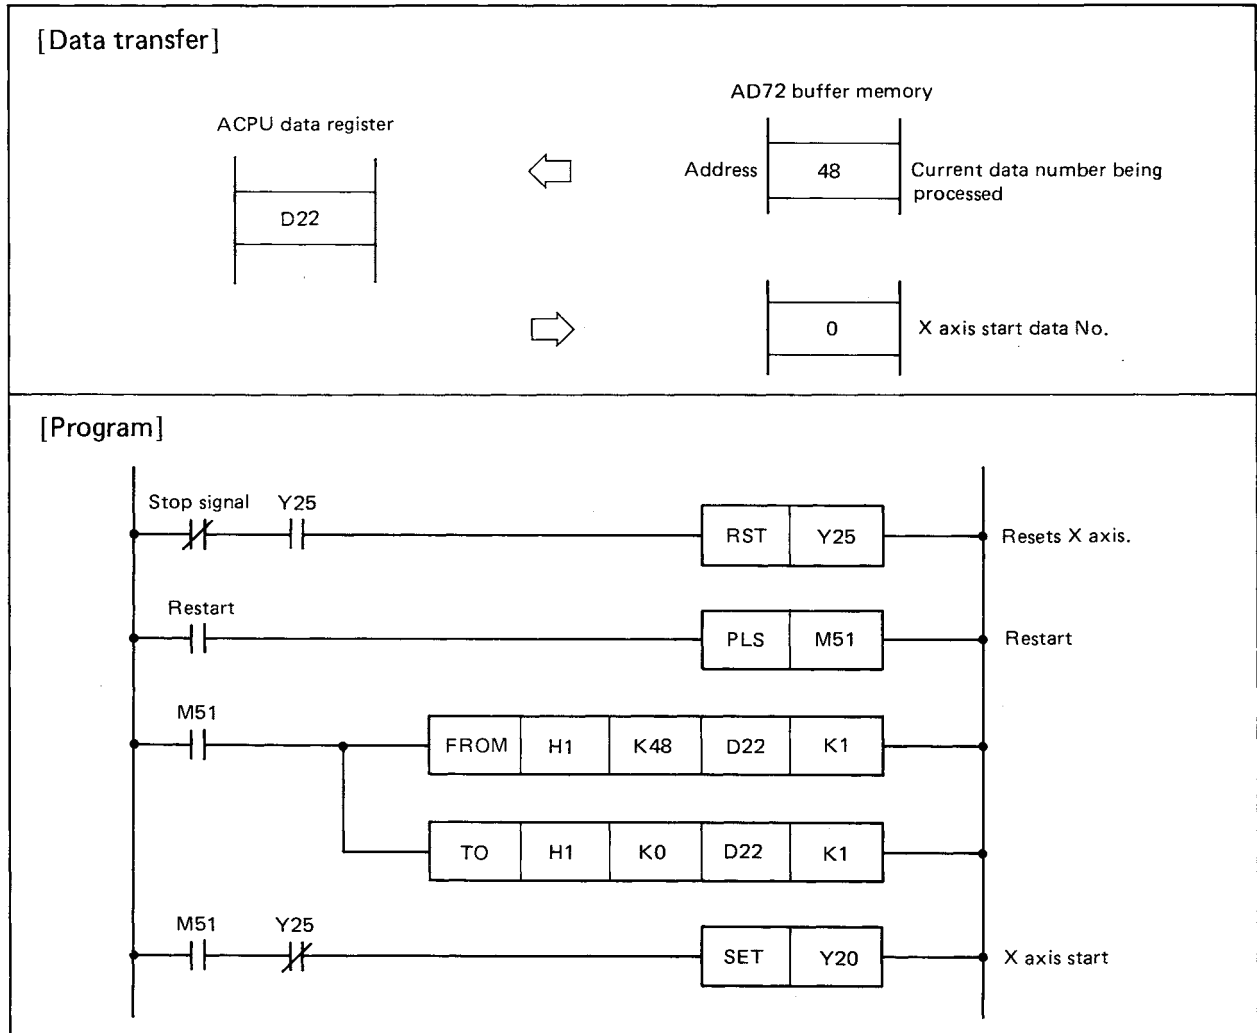 [Data transfer]
AD72 buffer memory
ACPU data register
Address 48 Current data number being
processed
D22
0 X axis start data No.
[Program]
Stop signal Y25
RST Y25 Resets X axis.
Restart
PLS M51 Restart
M51
FROM H1 K48 D22 K1
TO H1 K0 D22 K1
M51 Y25
SET Y20 X axis start